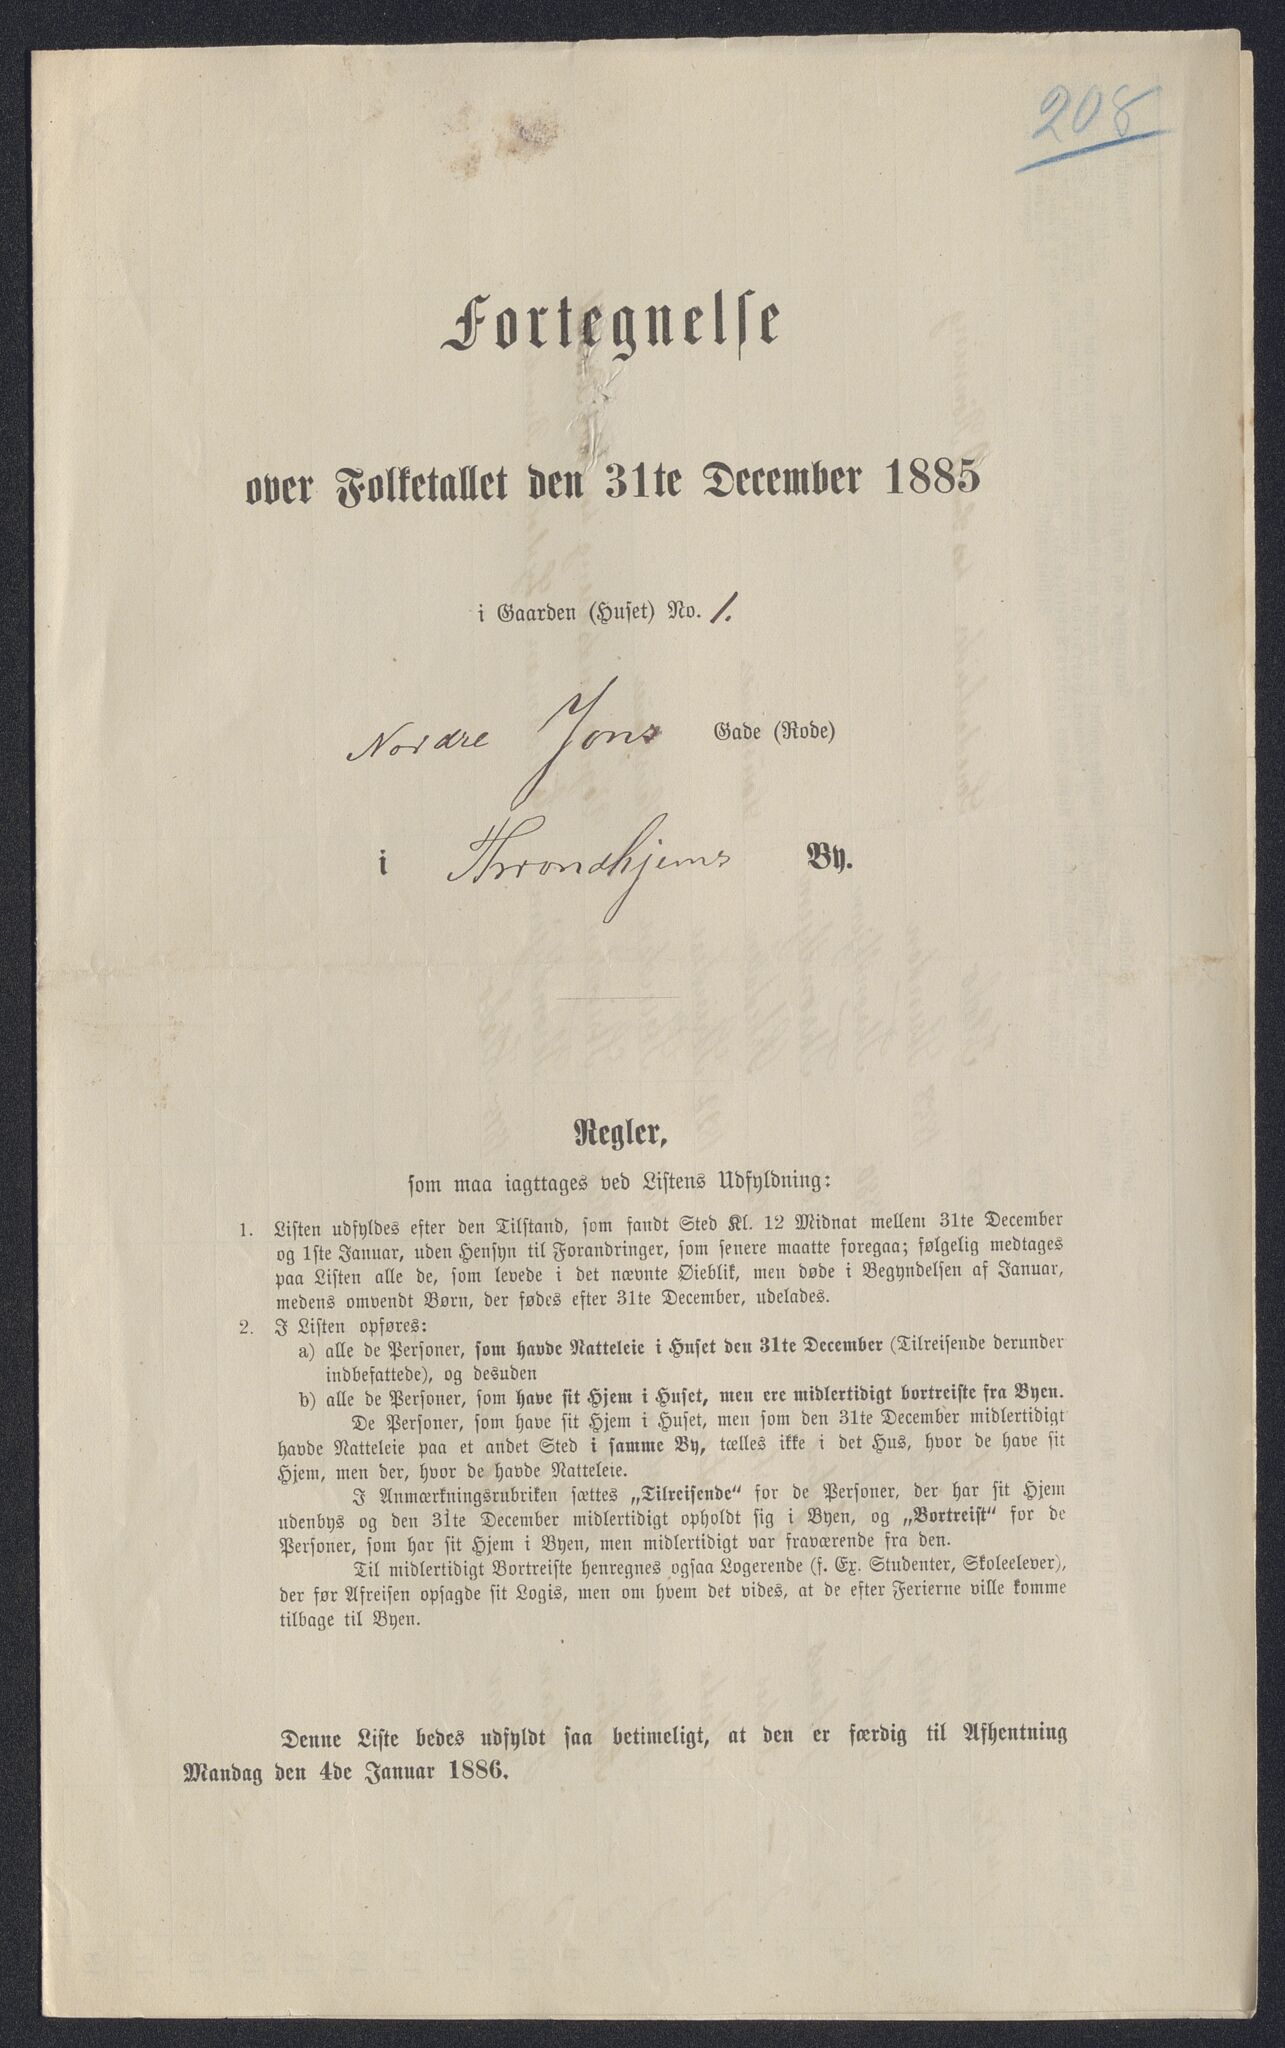 208
Fortegnelse
over Folketallet den 31te December 1885
i Gaarden (Huset) No. 1.
Nordre Jons Gade (Rode)
i Throndhjems By.
Regler,
som maa iagttages ved Listens Udfyldning:
1. Listen udfyldes efter den Tilstand, som fandt Sted Kl. 12 Midnat mellem 31te December
og 1ste Januar, uden Hensyn til Forandringer, som senere maatte foregaa; følgelig medtages
paa Listen alle de, som levede i det nævnte Øieblik, men døde i Begyndelsen af Januar,
medens omvendt Børn, der fødes efter 31te December, udelades.
2. I Listen opføres:
a) alle de Personer, som havde Natteleie i Huset den 31te December (Tilreisende derunder
indbefattede), og desuden
b) alle de Personer, som have sit Hjem i Huset, men ere midlertidigt bortreiste fra Byen.
De Personer, som have sit Hjem i Huset, men som den 31te December midlertidigt
havde Natteleie paa et andet Sted i samme By, tælles ikke i det Hus, hvor de have sit
Hjem, men der, hvor de havde Natteleie.
I Anmærkningsrubriken sættes „Tilreisende“ for de Personer, der har sit Hjem
udenbys og den 31te December midlertidigt opholdt sig i Byen, og „Bortreist“ for de
Personer, som har sit Hjem i Byen, men midlertidigt var fraværende fra den.
Til midlertidigt Bortreiste henregnes ogsaa Logerende (f. Ex. Studenter, Skoleelever),
der før Afreisen opsagde sit Logis, men om hvem det vides, at de efter Ferierne ville komme
tilbage til Byen.
Denne Liste bedes udfyldt saa betimeligt, at den er færdig til Afhentning
Mandag den 4de Januar 1886.